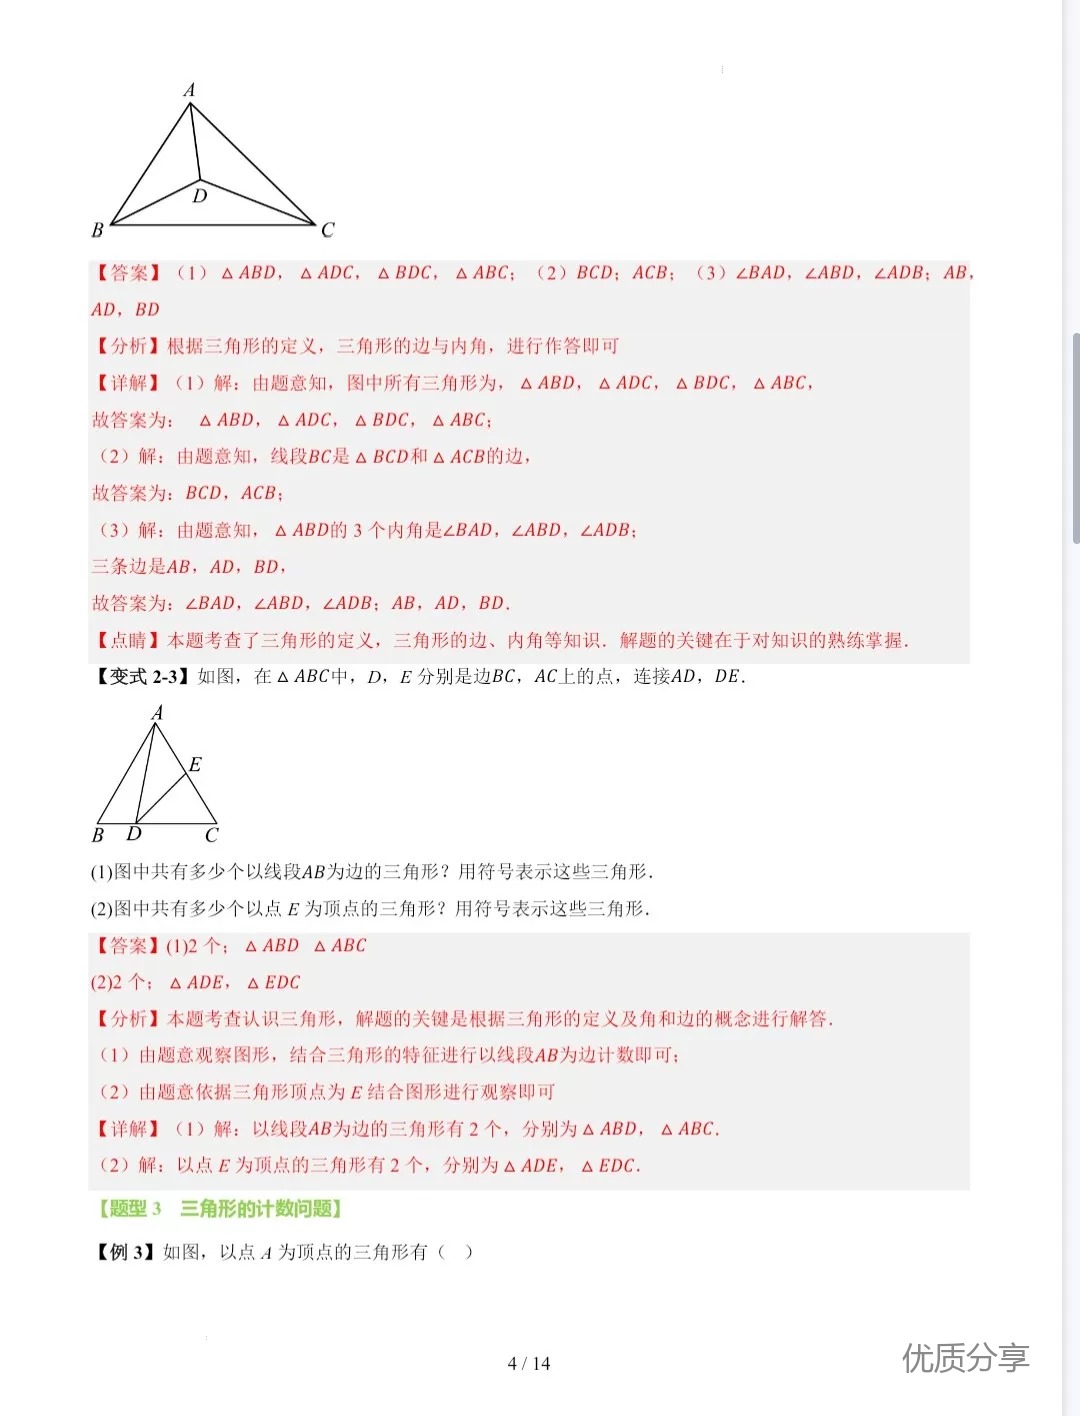 A
D
B
C
【答案】（1）△ ABD，△ ADC，△ BDC，△ ABC；（2）BCD；ACB；（3）∠BAD，∠ABD，∠ADB；AB，
AD，BD
【分析】根据三角形的定义，三角形的边与内角，进行作答即可
【详解】（1）解：由题意知，图中所有三角形为，△ ABD，△ ADC，△ BDC，△ ABC，
故答案为：△ ABD，△ ADC，△ BDC，△ ABC；
（2）解：由题意知，线段BC是 △ BCD和 △ ACB的边，
故答案为：BCD，ACB；
（3）解：由题意知，△ ABD的 3 个内角是∠BAD，∠ABD，∠ADB；
三条边是AB，AD，BD，
故答案为：∠BAD，∠ABD，∠ADB；AB，AD，BD．
【点睛】本题考查了三角形的定义，三角形的边、内角等知识．解题的关键在于对知识的熟练掌握．
【变式 2-3】如图，在 △ ABC中，D，E 分别是边BC，AC上的点，连接AD，DE．
A
E
B D C
(1)图中共有多少个以线段AB为边的三角形？用符号表示这些三角形．
(2)图中共有多少个以点 E 为顶点的三角形？用符号表示这些三角形．
【答案】(1)2 个；△ ABD △ ABC
(2)2 个；△ ADE，△ EDC
【分析】本题考查认识三角形，解题的关键是根据三角形的定义及角和边的概念进行解答．
（1）由题意观察图形，结合三角形的特征进行以线段AB为边计数即可；
（2）由题意依据三角形顶点为 E 结合图形进行观察即可
【详解】（1）解：以线段AB为边的三角形有 2 个，分别为 △ ABD，△ ABC．
（2）解：以点 E 为顶点的三角形有 2 个，分别为 △ ADE，△ EDC．
【题型 3 三角形的计数问题】
【例 3】如图，以点 A 为顶点的三角形有（ ）
4 / 14
优质分享